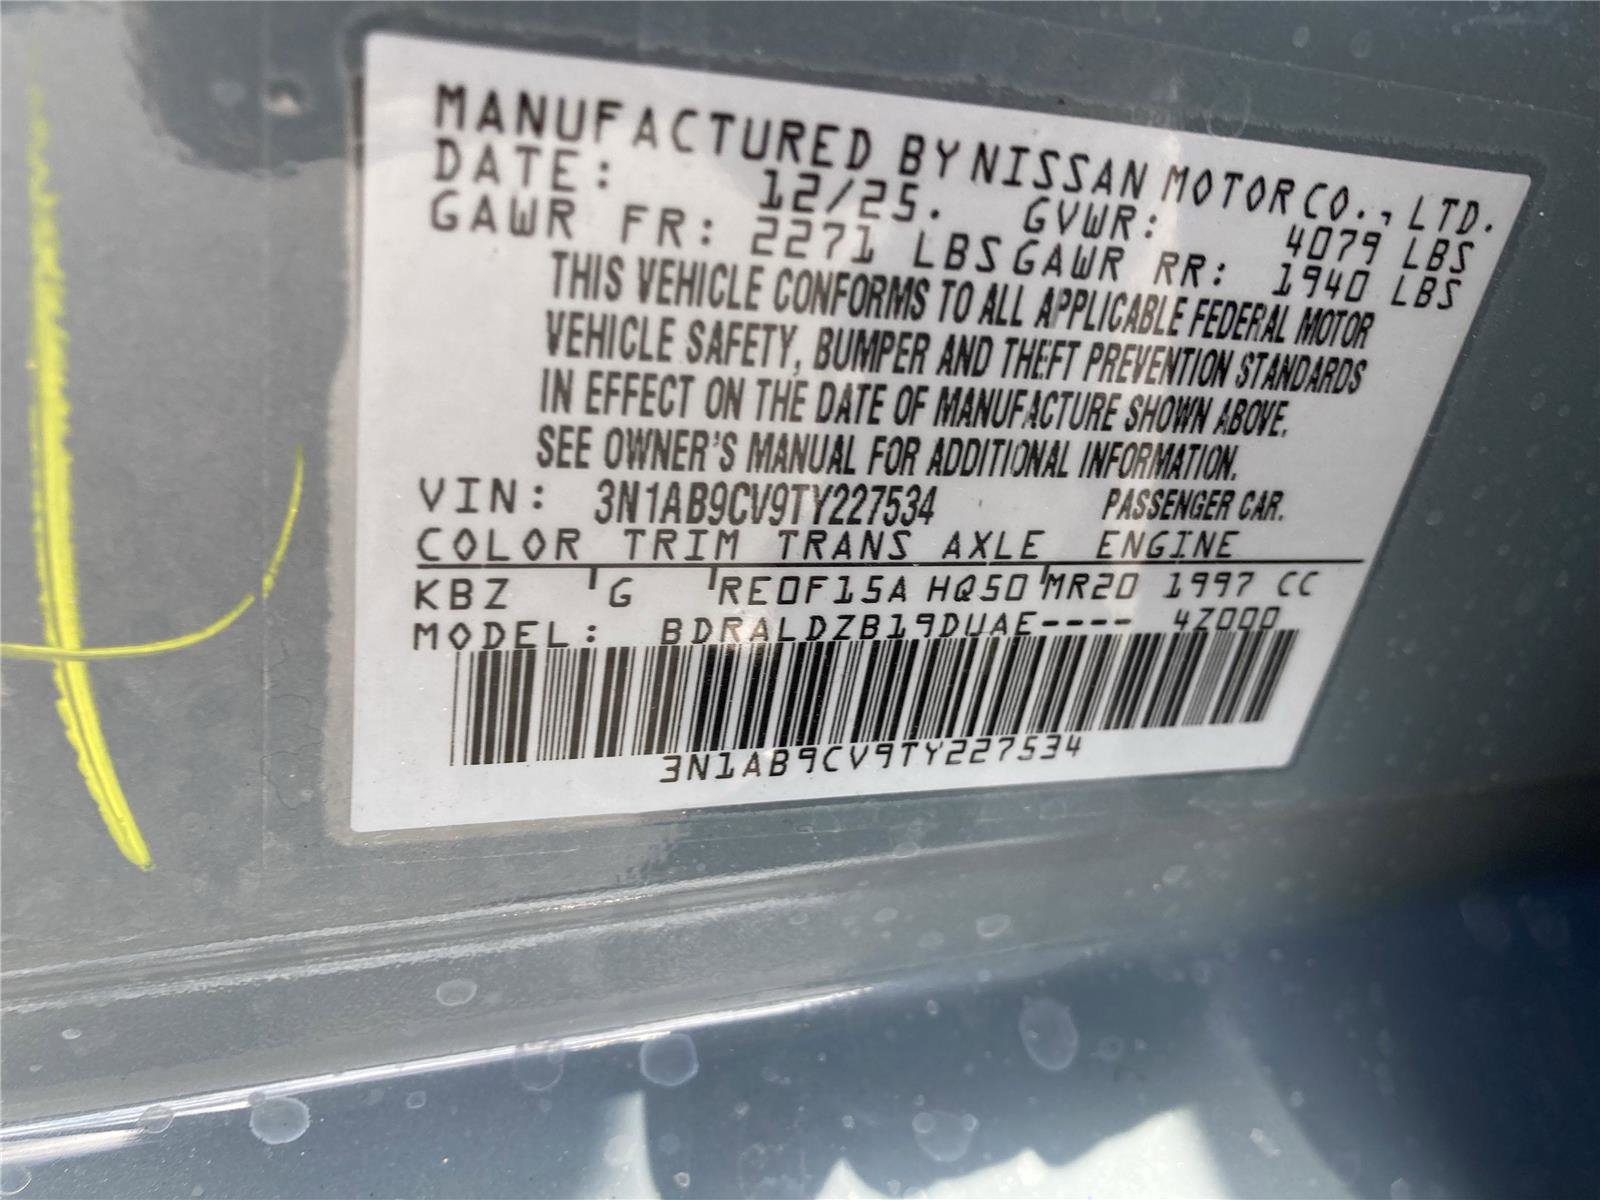 MANUFACTURED BY NISSAN MOTOR CO., LTD.
DATE: 12/25. GVWR: 4079 LBS
GAWR FR: 2271 LBS GAWR RR: 1940 LBS
THIS VEHICLE CONFORMS TO ALL APPLICABLE FEDERAL MOTOR
VEHICLE SAFETY, BUMPER AND THEFT PREVENTION STANDARDS
IN EFFECT ON THE DATE OF MANUFACTURE SHOWN ABOVE.
SEE OWNER'S MANUAL FOR ADDITIONAL INFORMATION.
VIN: 3N1AB9CV9TY227534 PASSENGER CAR.
COLOR TRIM TRANS AXLE ENGINE
KBZ G RE0F15A HQ50 MR20 1997 CC
MODEL: BDRALDZB19DUAE---- 4Z000
3N1AB9CV9TY227534